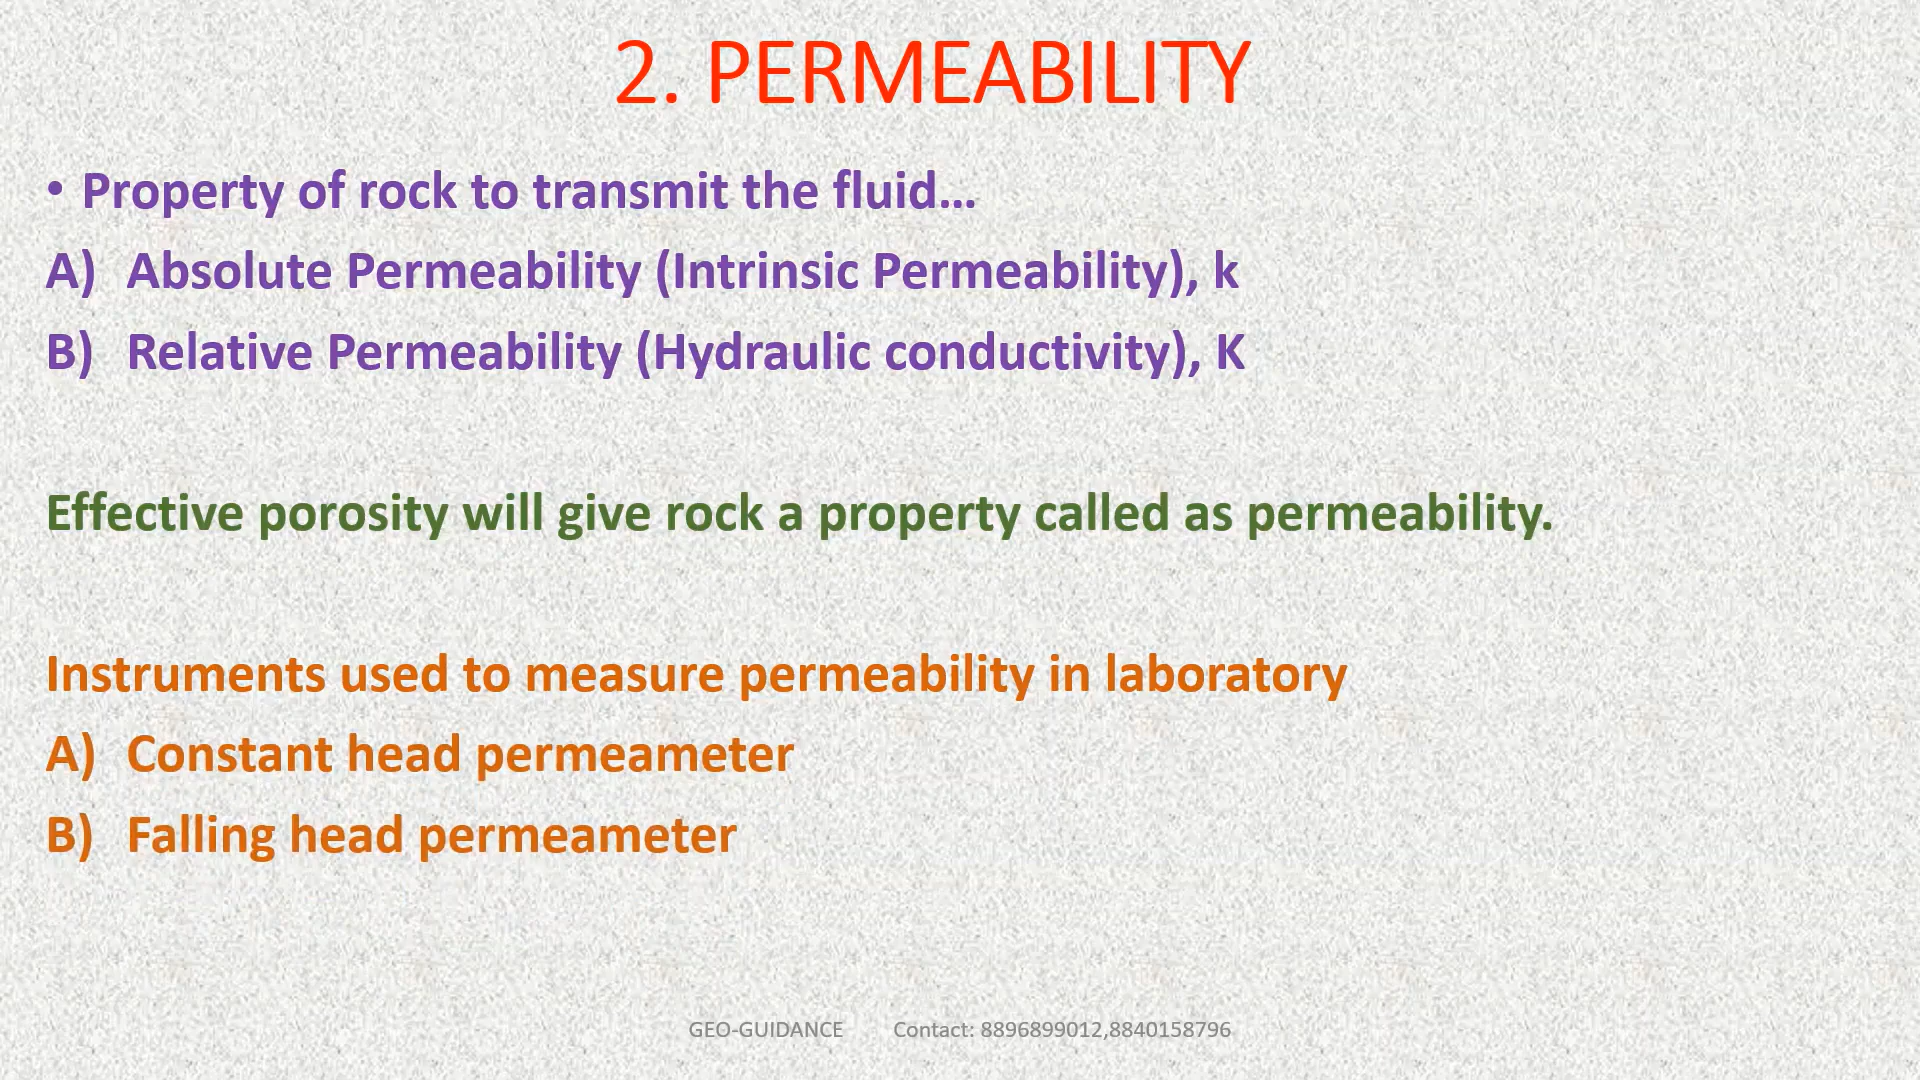 2. PERMEABILITY
• Property of rock to transmit the fluid…
A) Absolute Permeability (Intrinsic Permeability), k
B) Relative Permeability (Hydraulic conductivity), K
Effective porosity will give rock a property called as permeability.
Instruments used to measure permeability in laboratory
A) Constant head permeameter
B) Falling head permeameter
GEO-GUIDANCE Contact: 8896899012,8840158796